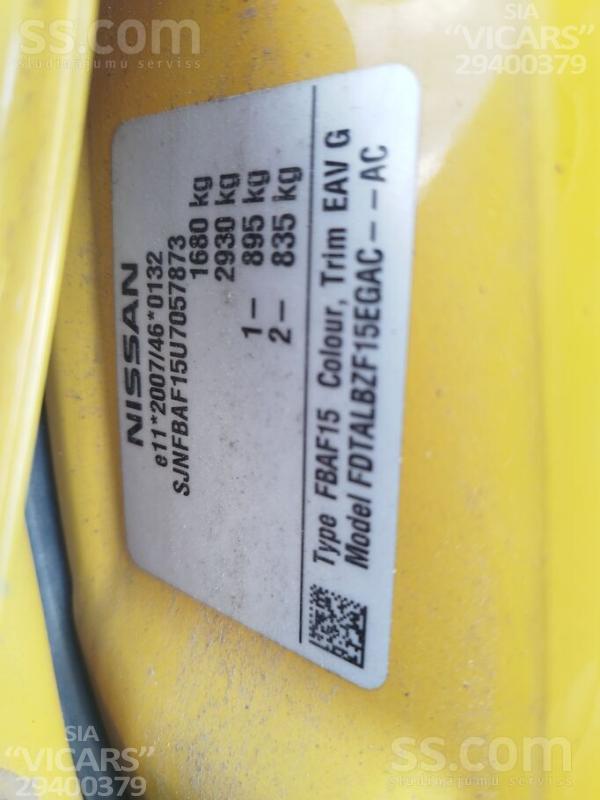 ss.com
sludinājumu serviss
SIA
"VICARS"
29400379
NISSAN
e11*2007/46*0132
SJNFBAF15U7057873
1680 kg
2930 kg
1- 895 kg
2- 835 kg
Type FBAF15 Colour, Trim EAV G
Model FDTALBZF15EGAC--AC
SIA
"VICARS"
29400379
ss.com
sludinājumu serviss